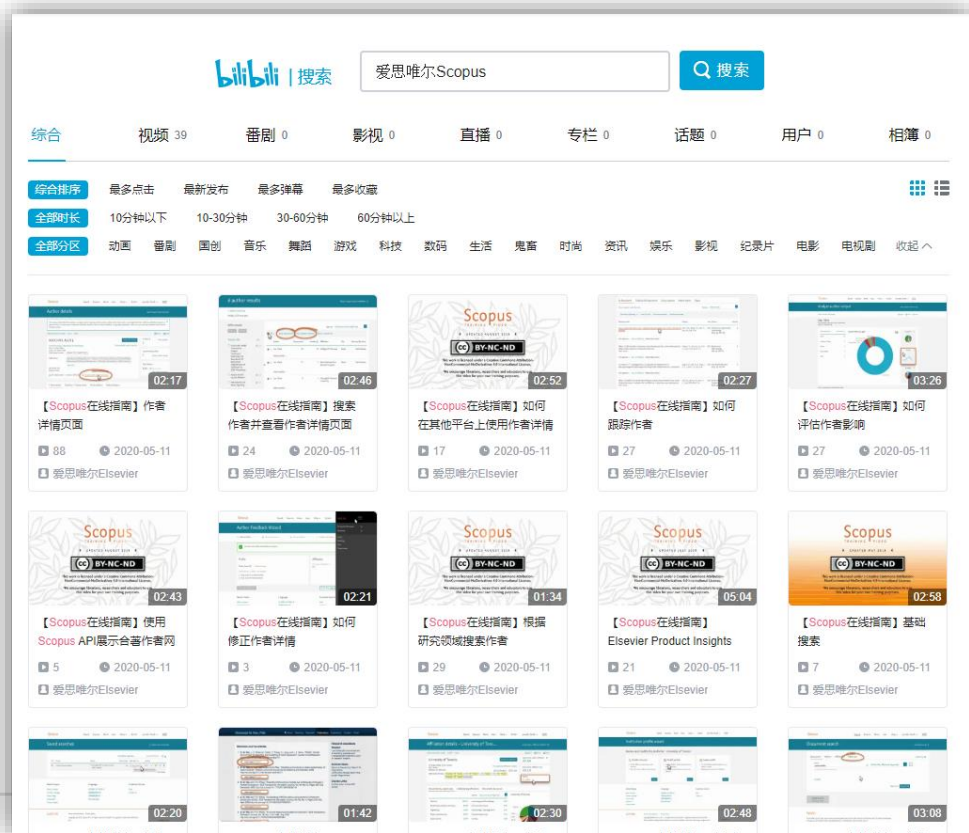 bilibili | 搜索
爱思唯尔Scopus
搜索
综合 视频 39 番剧 0 影视 0 直播 0 专栏 0 话题 0 用户 0 相簿 0
综合排序 最多点击 最新发布 最多弹幕 最多收藏
全部时长 10分钟以下 10-30分钟 30-60分钟 60分钟以上
全部分区 动画 番剧 国创 音乐 舞蹈 游戏 科技 数码 生活 鬼畜 时尚 资讯 娱乐 影视 纪录片 电影 电视剧 收起
02:17
【Scopus在线指南】作者
详情页面
88 2020-05-11
爱思唯尔Elsevier
02:46
【Scopus在线指南】搜索
作者并查看作者详情页面
24 2020-05-11
爱思唯尔Elsevier
Scopus
BY-NC-ND
02:52
【Scopus在线指南】如何
在其他平台上使用作者详情
17 2020-05-11
爱思唯尔Elsevier
02:27
【Scopus在线指南】如何
跟踪作者
27 2020-05-11
爱思唯尔Elsevier
03:26
【Scopus在线指南】如何
评估作者影响
27 2020-05-11
爱思唯尔Elsevier
Scopus
BY-NC-ND
02:43
【Scopus在线指南】使用
Scopus API展示合著作者网
5 2020-05-11
爱思唯尔Elsevier
02:21
【Scopus在线指南】如何
修正作者详情
3 2020-05-11
爱思唯尔Elsevier
Scopus
BY-NC-ND
01:34
【Scopus在线指南】根据
研究领域搜索作者
29 2020-05-11
爱思唯尔Elsevier
Scopus
BY-NC-ND
05:04
【Scopus在线指南】
Elsevier Product Insights
21 2020-05-11
爱思唯尔Elsevier
Scopus
BY-NC-ND
02:58
【Scopus在线指南】基础
搜索
7 2020-05-11
爱思唯尔Elsevier
02:20
01:42
02:30
02:48
03:08